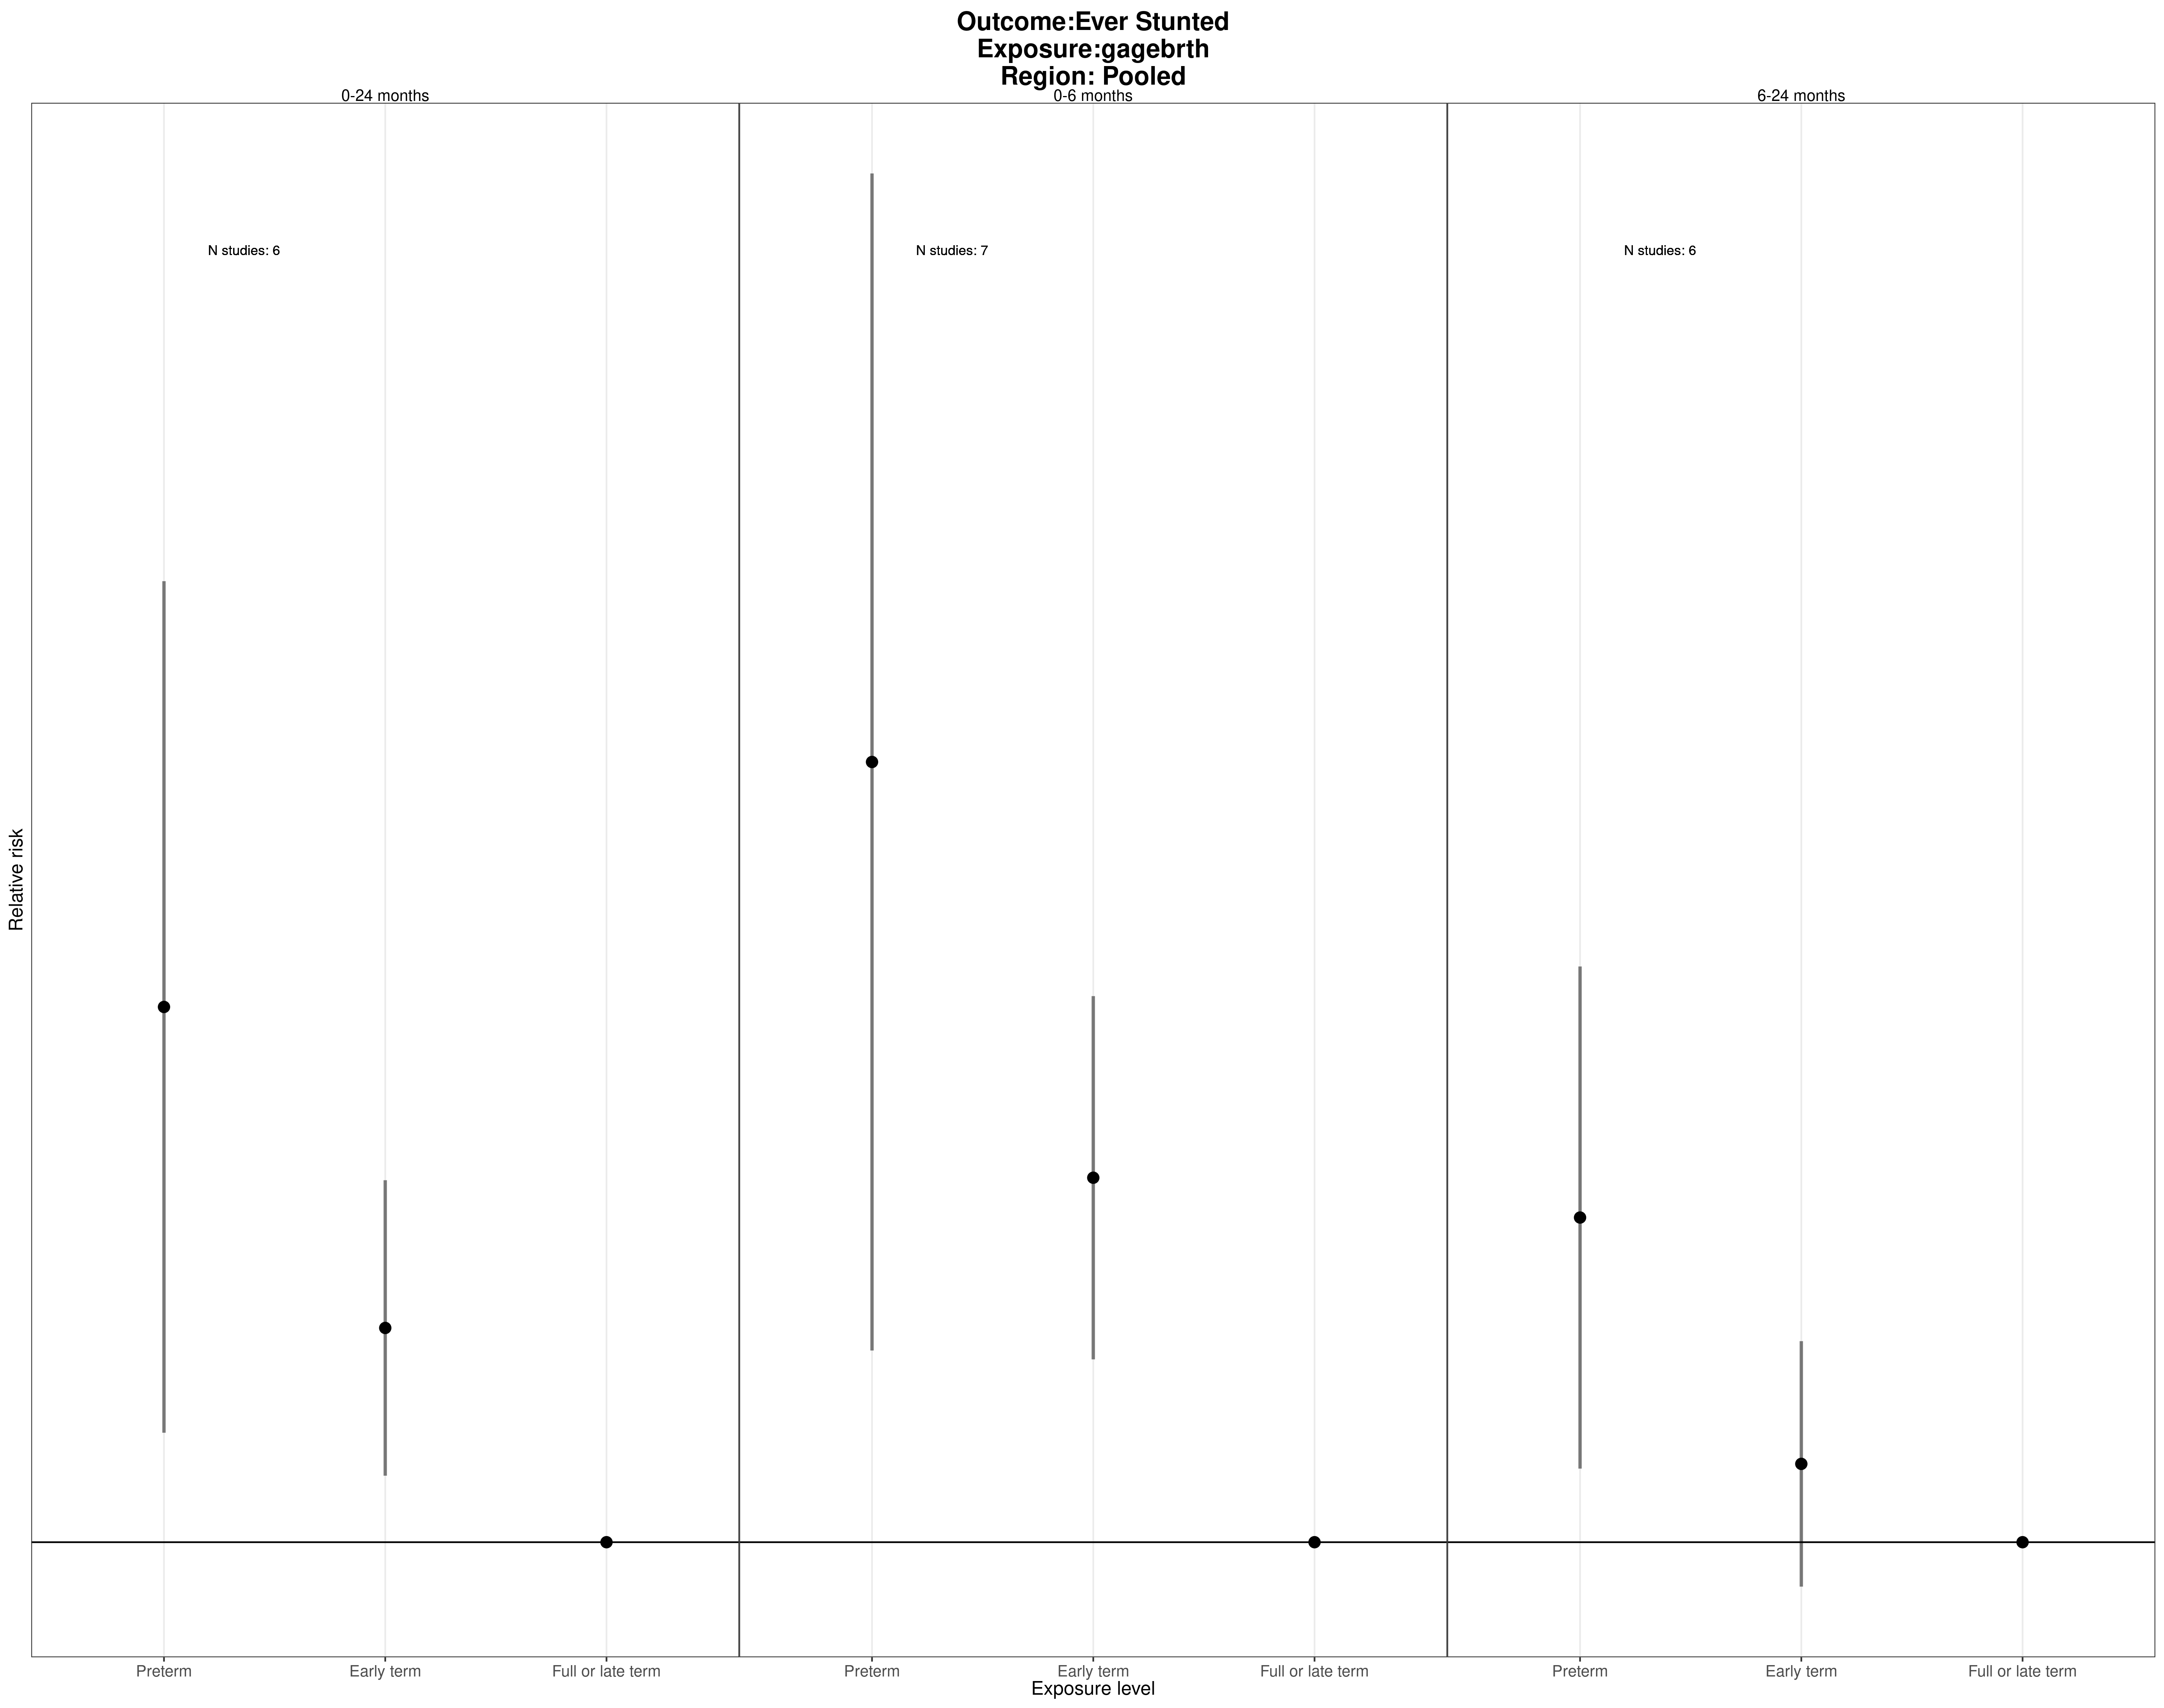 Outcome:Ever Stunted
Exposure:gagebrth
Region: Pooled
0-24 months
0-6 months
6-24 months
N studies: 6
N studies: 7
N studies: 6
Relative risk
Preterm
Early term
Full or late term
Preterm
Early term
Full or late term
Preterm
Early term
Full or late term
Exposure level